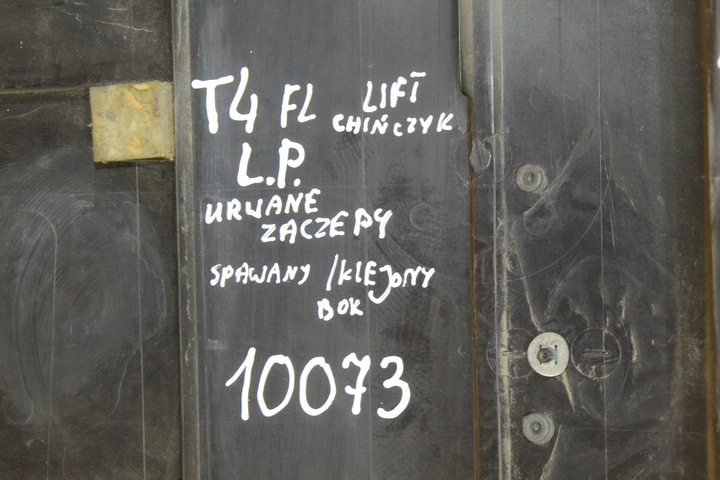 T4 FL LIFT
CHIŃCZYK
L.P.
URWANE
ZACZEPY
SPAWANY / KLEJONY
BOK
10073